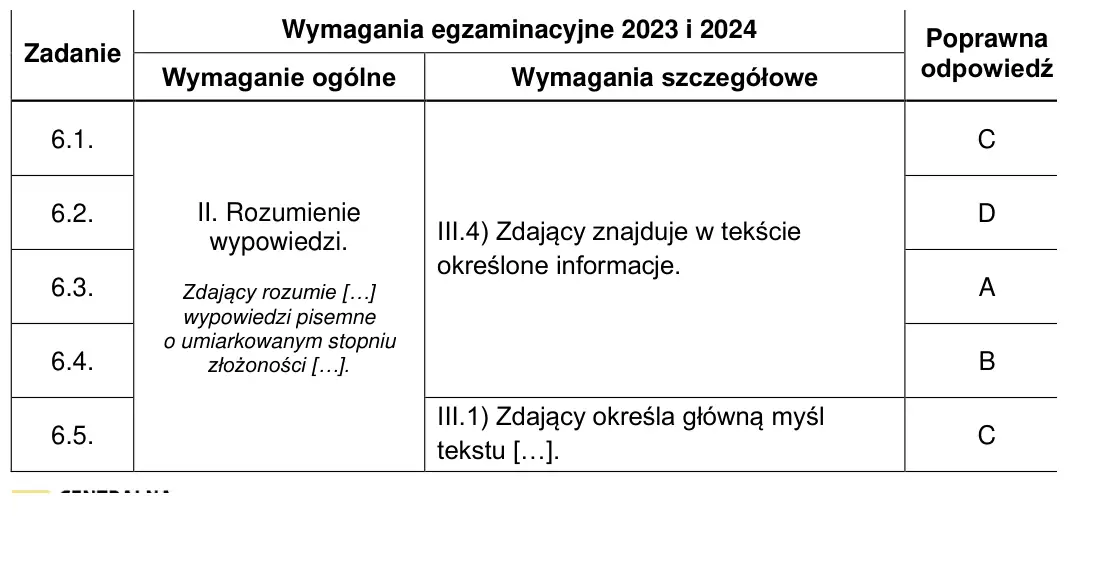 Zadanie
Wymagania egzaminacyjne 2023 i 2024
Poprawna
odpowiedź
Wymaganie ogólne
Wymagania szczegółowe
6.1.
C
6.2.
D
II. Rozumienie
wypowiedzi.
Zdający rozumie […]
wypowiedzi pisemne
o umiarkowanym stopniu
złożoności […].
III.4) Zdający znajduje w tekście
określone informacje.
6.3.
A
6.4.
B
6.5.
III.1) Zdający określa główną myśl
tekstu […].
C
CENTRALNA